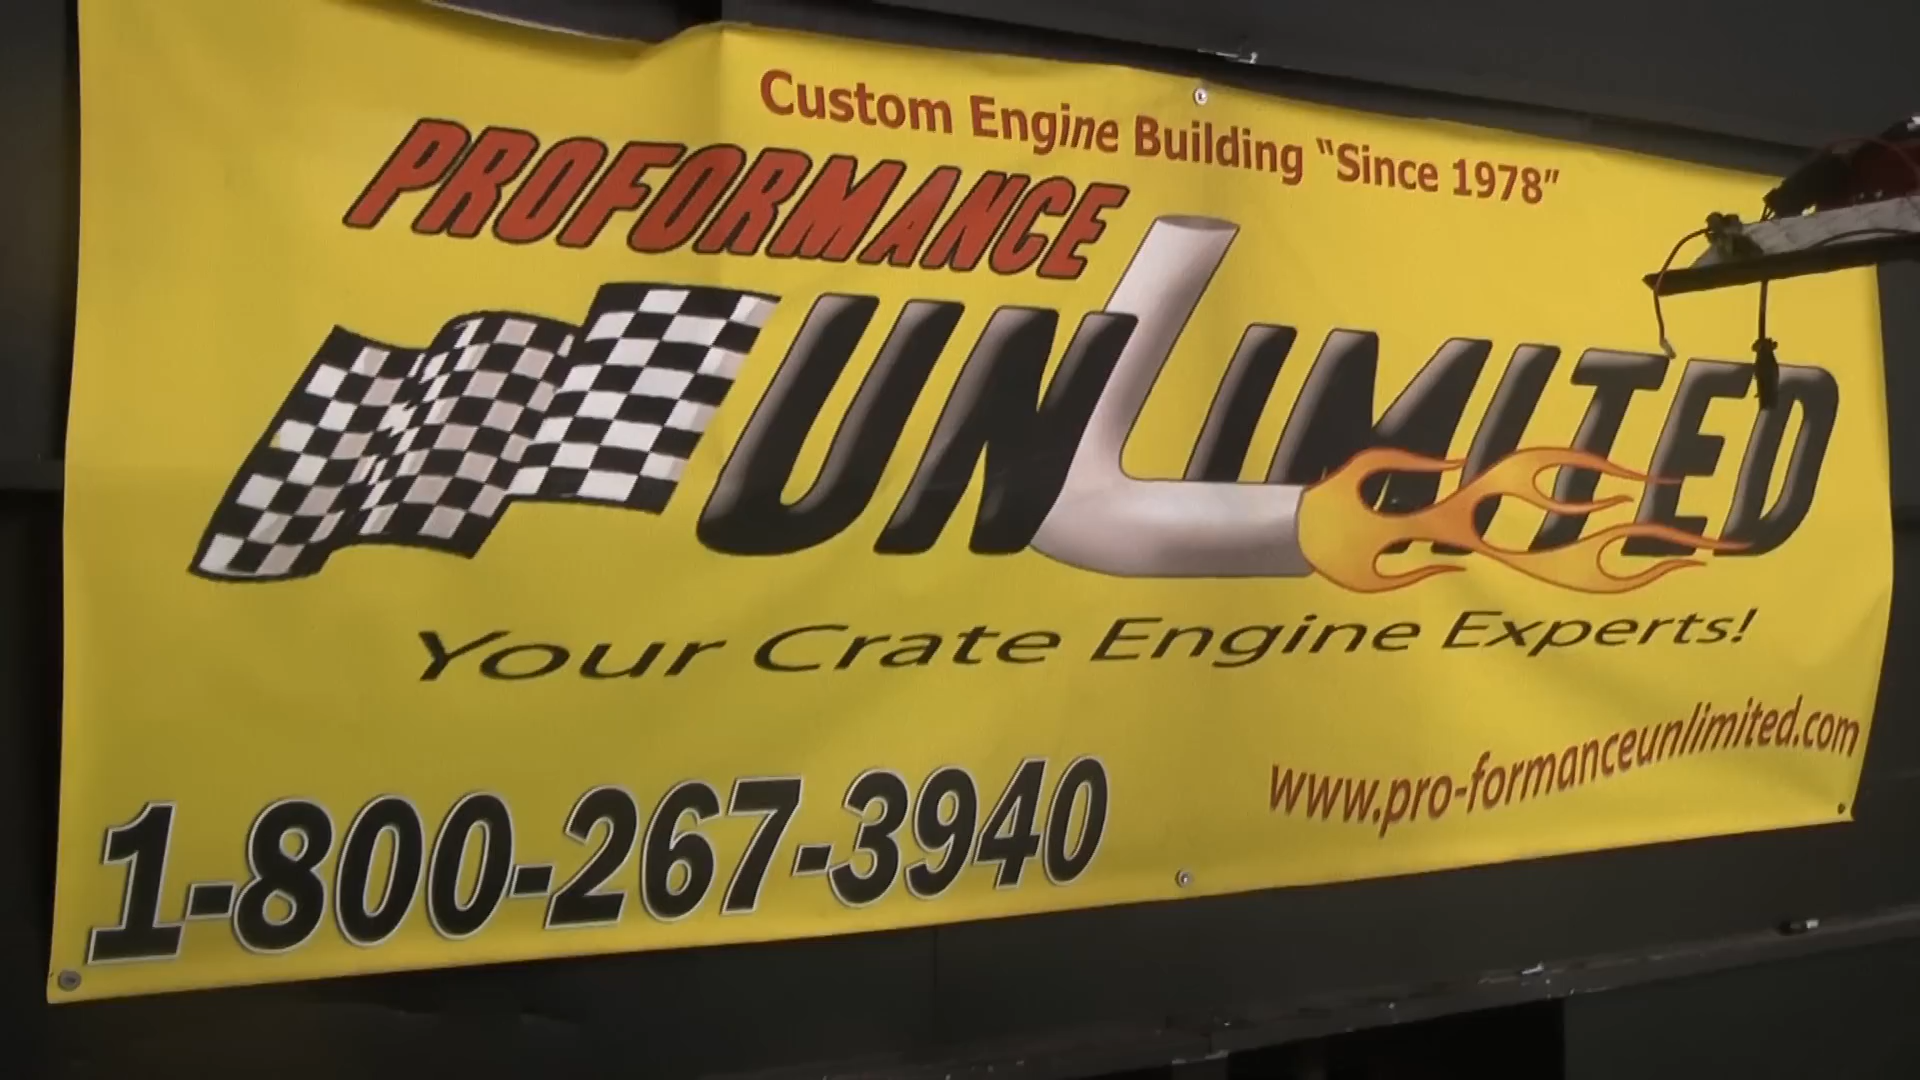 Custom Engine Building "Since 1978"
PROFORMANCE
UNLIMITED
Your Crate Engine Experts!
www.pro-formanceunlimited.com
1-800-267-3940